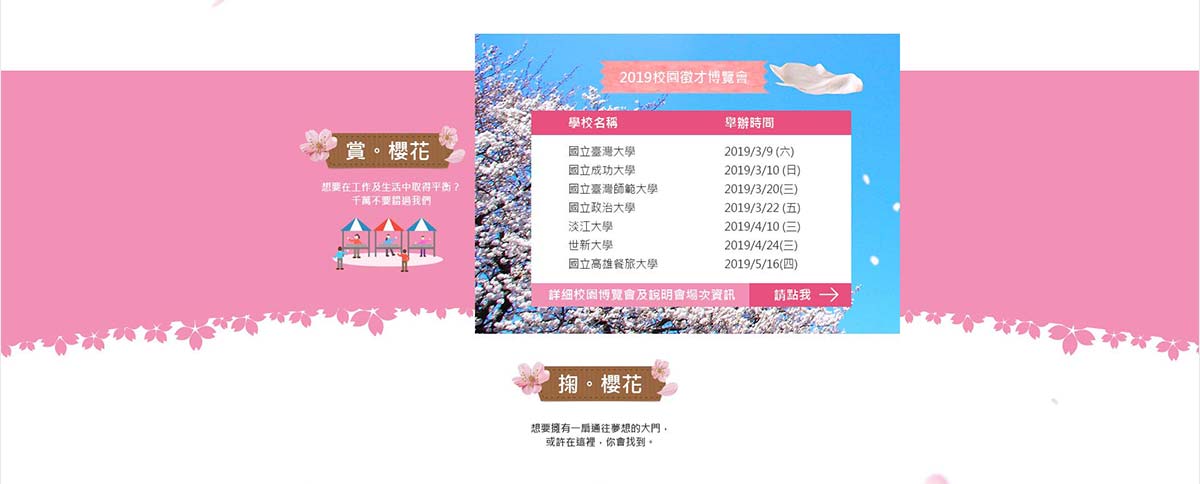 賞。櫻花
想要在工作及生活中取得平衡？
千萬不要錯過我們
2019校園徵才博覽會
學校名稱 舉辦時間
國立臺灣大學 2019/3/9 (六)
國立成功大學 2019/3/10 (日)
國立臺灣師範大學 2019/3/20(三)
國立政治大學 2019/3/22 (五)
淡江大學 2019/4/10 (三)
世新大學 2019/4/24(三)
國立高雄餐旅大學 2019/5/16(四)
詳細校園博覽會及說明會場次資訊 請點我
掬。櫻花
想要擁有一扇通往夢想的大門，
或許在這裡，你會找到。